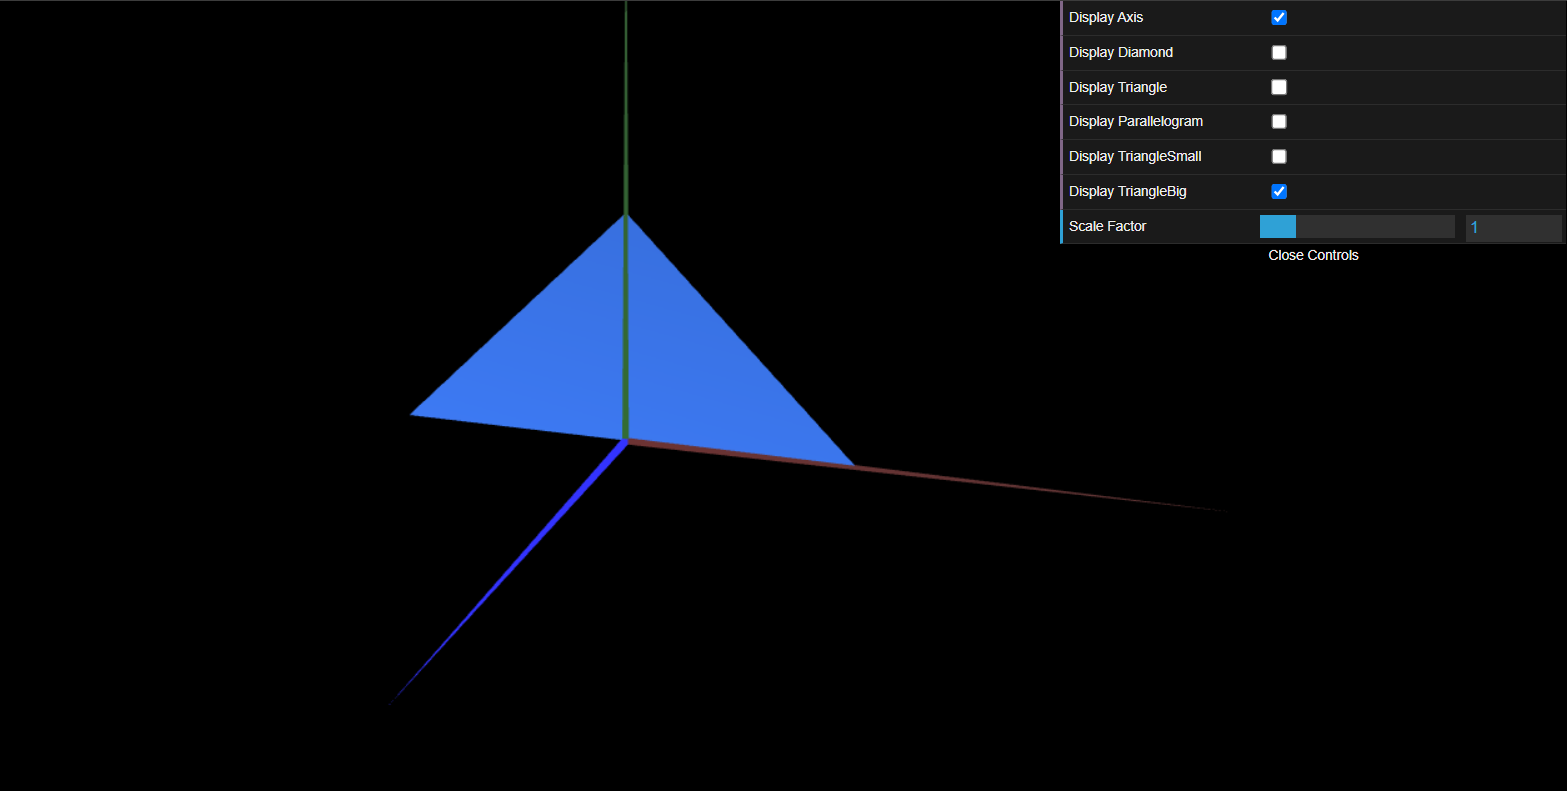 Display Axis
Display Diamond
Display Triangle
Display Parallelogram
Display TriangleSmall
Display TriangleBig
Scale Factor 1
Close Controls